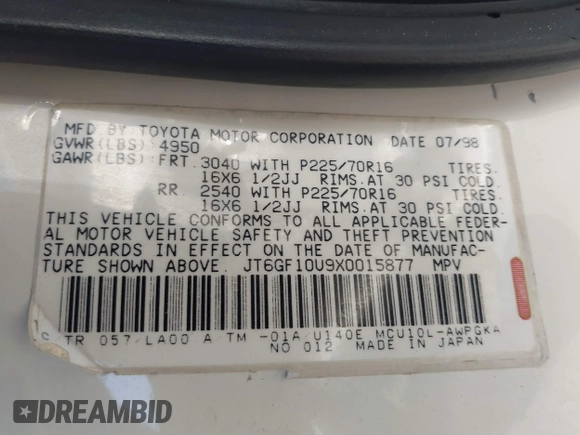 MFD.BY TOYOTA MOTOR CORPORATION DATE 07/98
GVWR(LBS) 4950
GAWR(LBS) FRT. 3040 WITH P225/70R16 TIRES.
16X6 1/2JJ RIMS.AT 30 PSI COLD.
RR. 2540 WITH P225/70R16 TIRES.
16X6 1/2JJ RIMS.AT 30 PSI COLD.
THIS VEHICLE CONFORMS TO ALL APPLICABLE FEDER-
AL MOTOR VEHICLE SAFETY AND THEFT PREVENTION
STANDARDS IN EFFECT ON THE DATE OF MANUFAC-
TURE SHOWN ABOVE. JT6GF10U9X0015877 MPV
C/TR 057/LA00 A TM -01A/U140E MCU10L-AWPGKA
NO 012 MADE IN JAPAN
DREAMBID